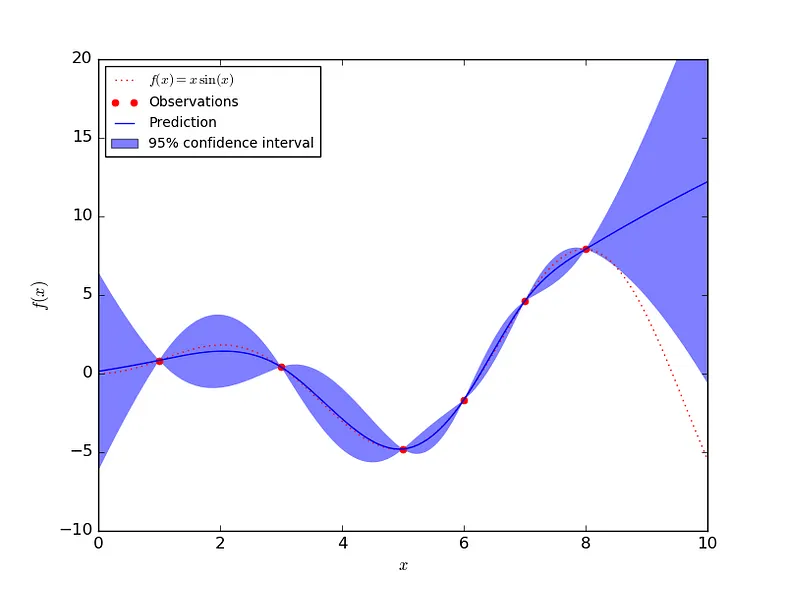 20
15
10
5
0
−5
−10
f(x)
f(x) = x sin(x)
Observations
Prediction
95% confidence interval
0 2 4 6 8 10
x